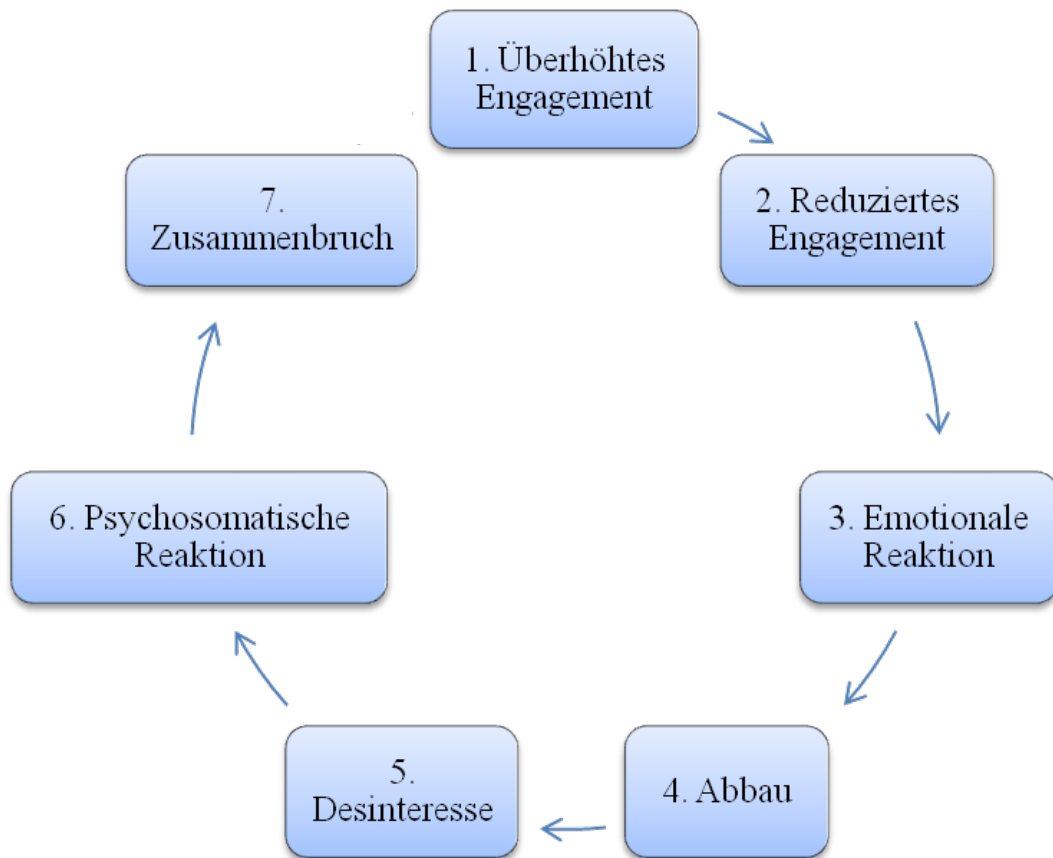 1. Überhöhtes
Engagement
2. Reduziertes
Engagement
3. Emotionale
Reaktion
4. Abbau
5.
Desinteresse
6. Psychosomatische
Reaktion
7.
Zusammenbruch